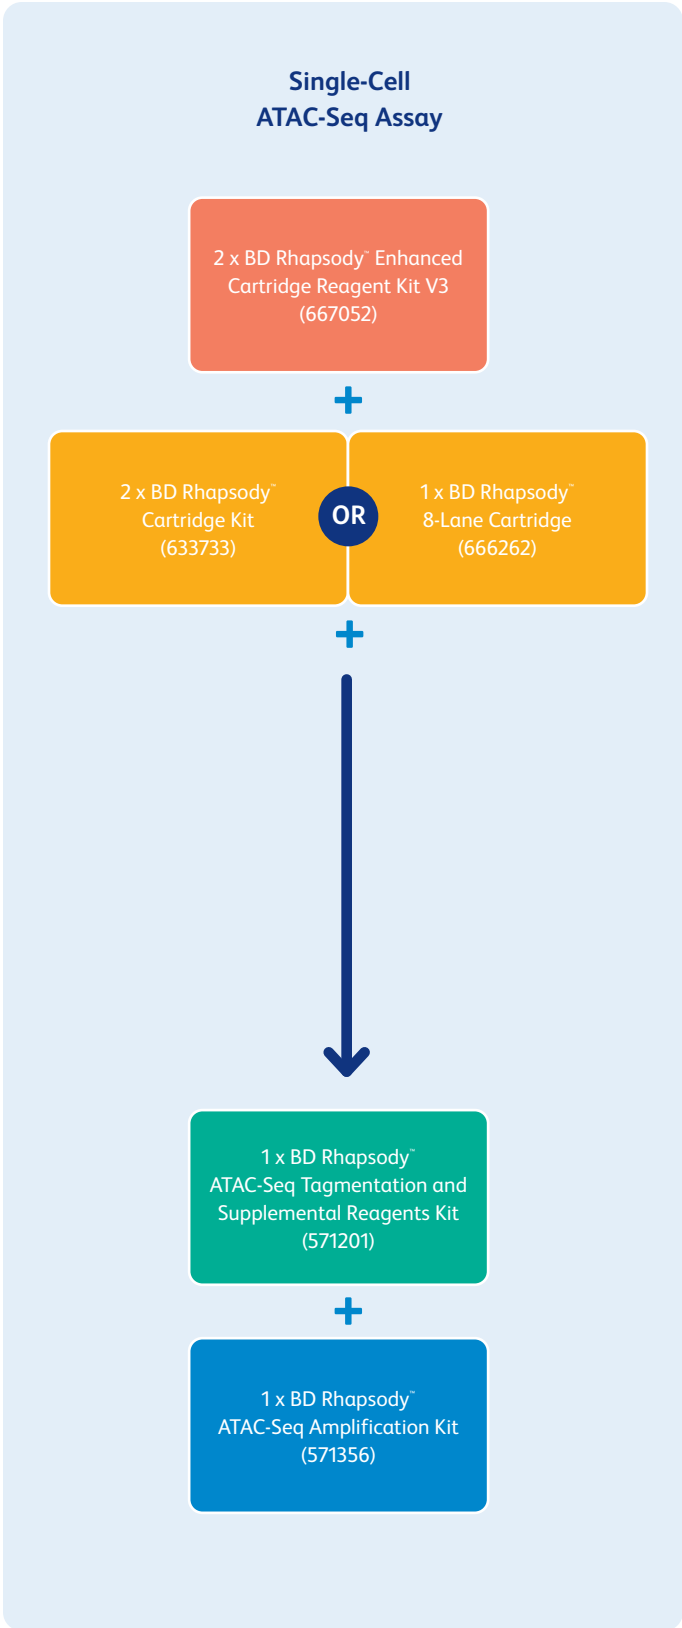 Single-Cell
ATAC-Seq Assay
2 x BD Rhapsody™ Enhanced
Cartridge Reagent Kit V3
(667052)
+
2 x BD Rhapsody™
Cartridge Kit
(633733)
OR
1 x BD Rhapsody™
8-Lane Cartridge
(666262)
+
1 x BD Rhapsody™
ATAC-Seq Tagmentation and
Supplemental Reagents Kit
(571201)
+
1 x BD Rhapsody™
ATAC-Seq Amplification Kit
(571356)